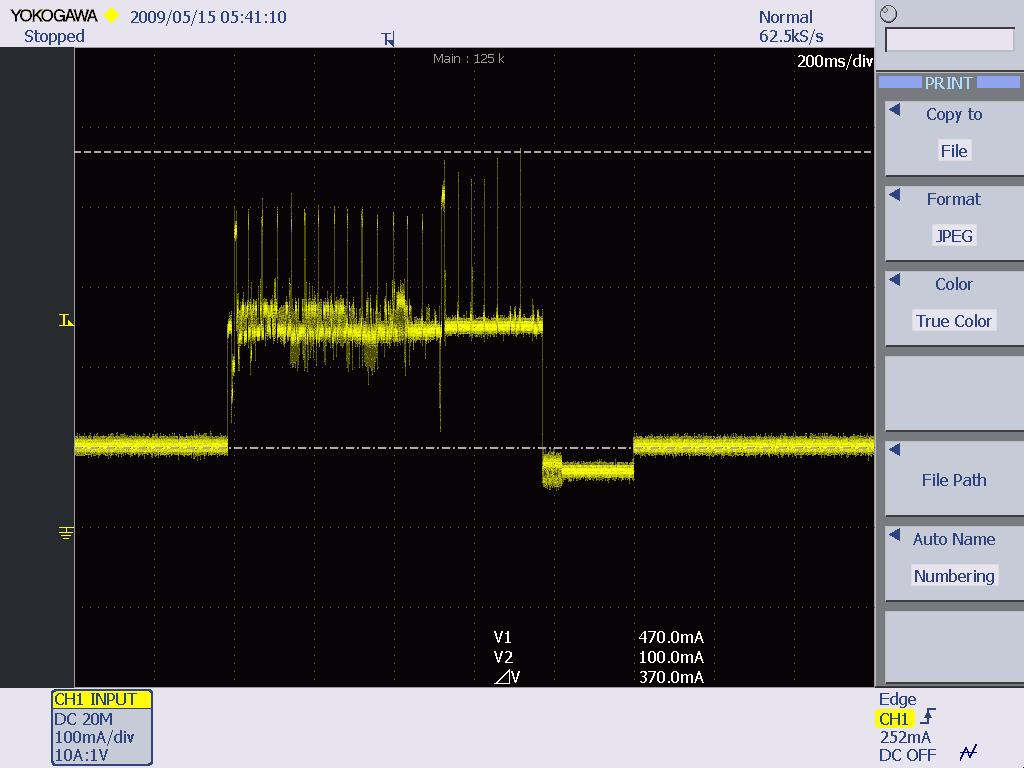 YOKOGAWA 2009/05/15 05:41:10
Stopped
Normal
62.5kS/s
Main : 125 k
200ms/div
T
V1 470.0mA
V2 100.0mA
⊿V 370.0mA
PRINT
Copy to
File
Format
JPEG
Color
True Color
File Path
Auto Name
Numbering
CH1 INPUT
DC 20M
100mA/div
10A:1V
Edge
CH1
252mA
DC OFF